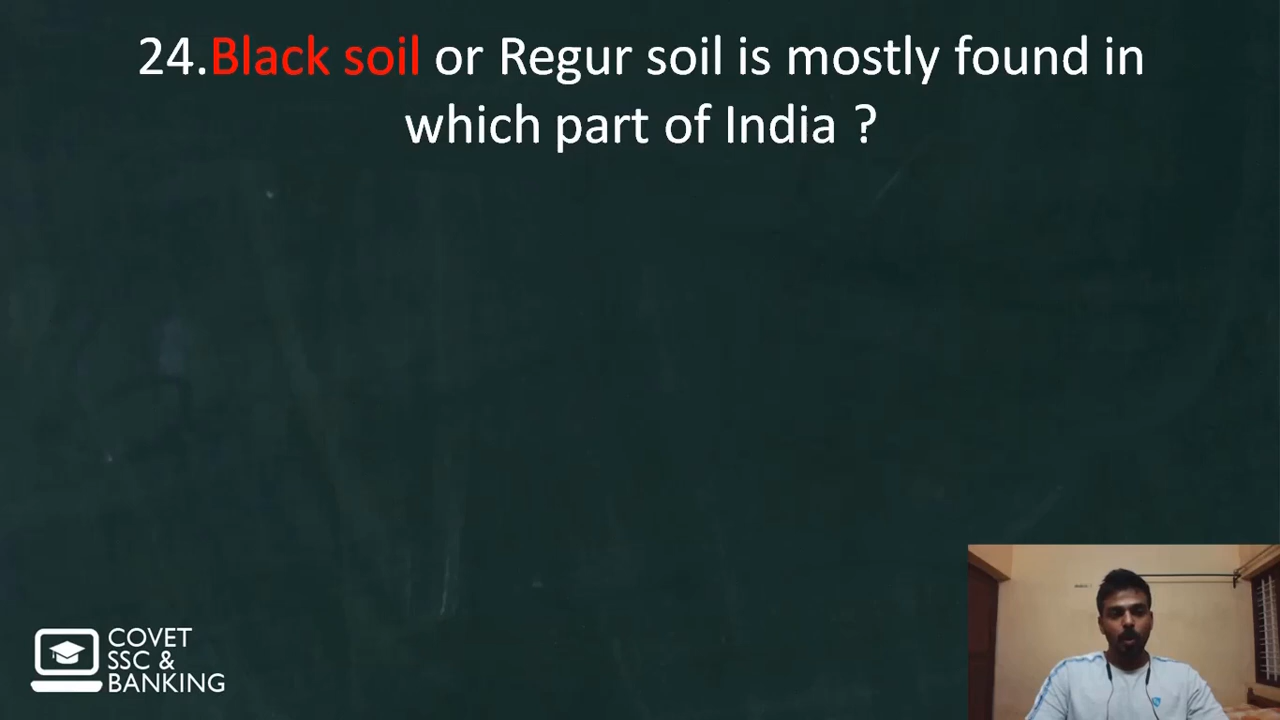 24.Black soil or Regur soil is mostly found in
which part of India ?
COVET
SSC &
BANKING